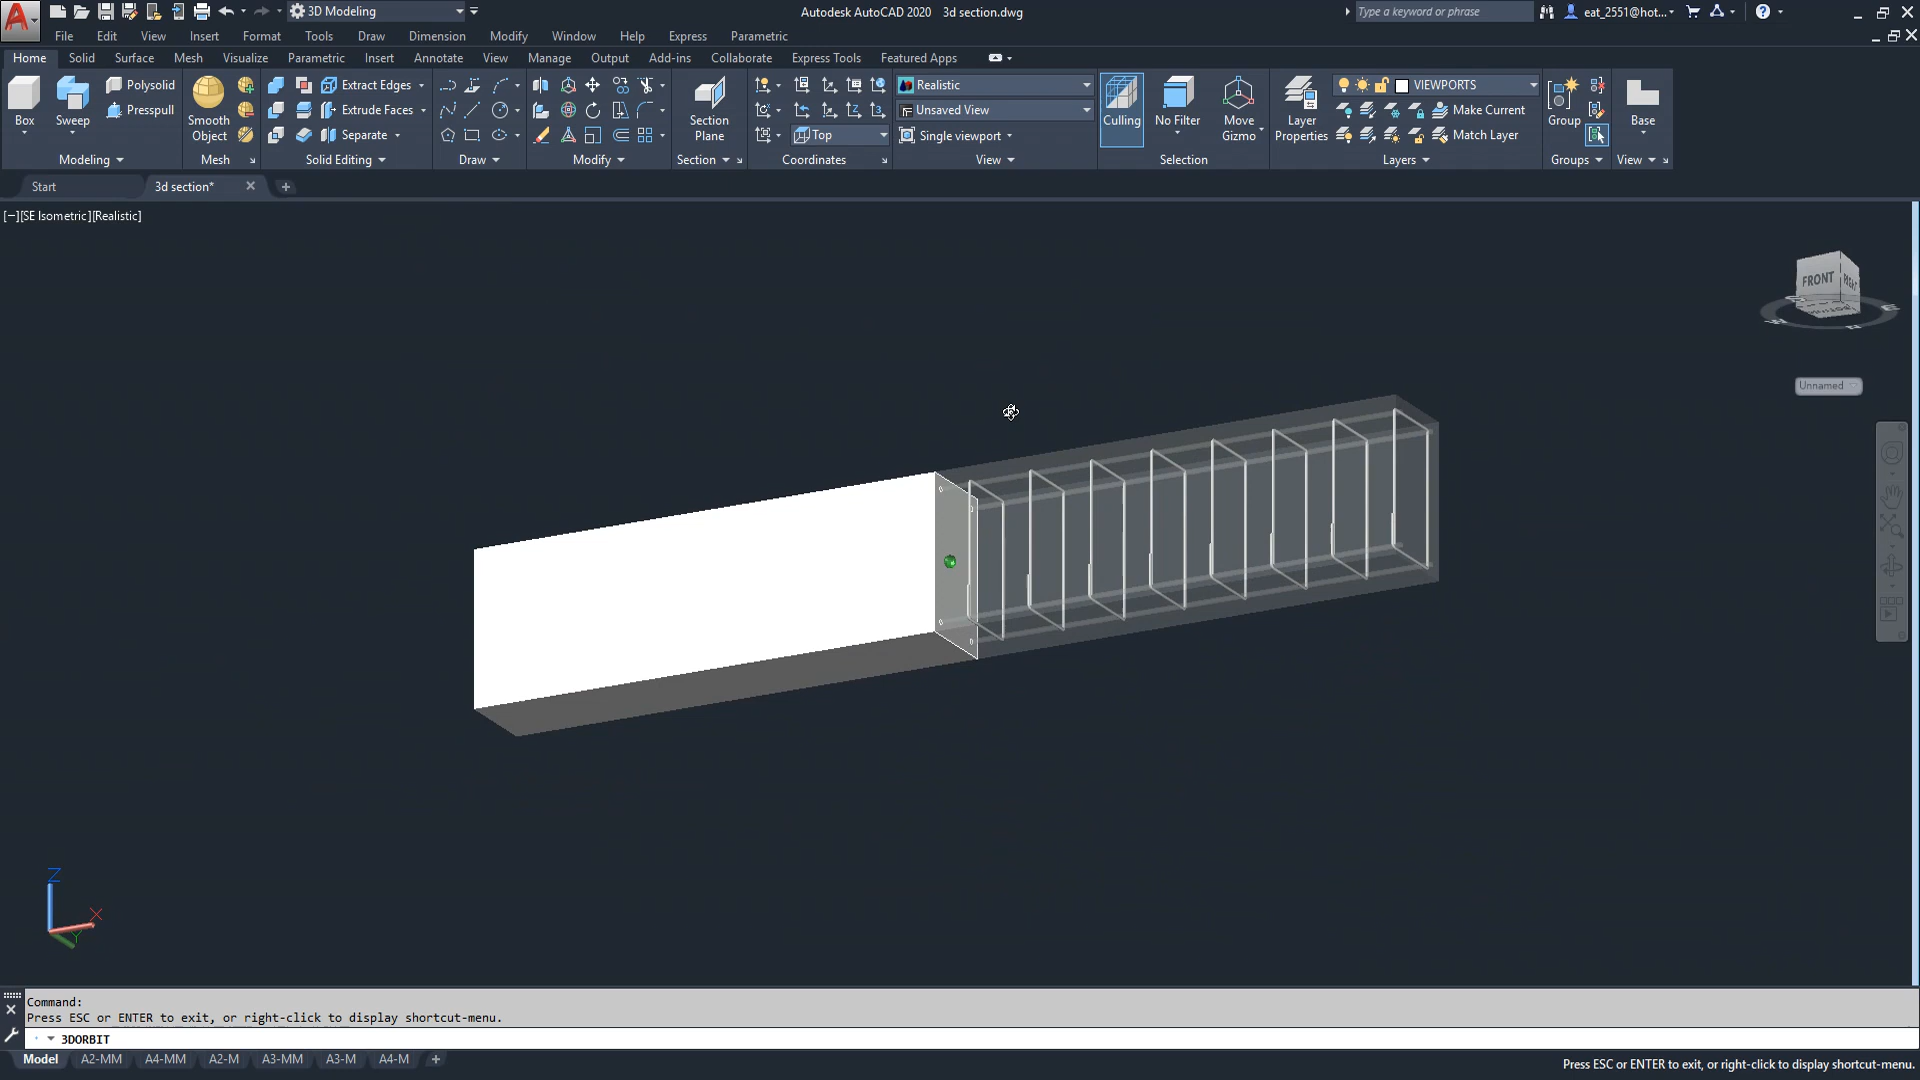 A 3D Modeling Autodesk AutoCAD 2020 3d section.dwg Type a keyword or phrase eat_2551@hot...
File Edit View Insert Format Tools Draw Dimension Modify Window Help Express Parametric
Home Solid Surface Mesh Visualize Parametric Insert Annotate View Manage Output Add-ins Collaborate Express Tools Featured Apps
Box
Sweep
Polysolid
Presspull
Modeling
Smooth
Object
Mesh
Extract Edges
Extrude Faces
Separate
Solid Editing
Draw
Modify
Section
Plane
Section
Top
Coordinates
Realistic
Unsaved View
Single viewport
View
Culling
No Filter
Move
Gizmo
Selection
Layer
Properties
VIEWPORTS
Make Current
Match Layer
Layers
Group
Groups
Base
View
Start 3d section*
[−][SE Isometric][Realistic]
FRONT
RIGHT
BOTTOM
W
E
Unnamed
Z
X
Y
Command:
Press ESC or ENTER to exit, or right-click to display shortcut-menu.
3DORBIT
Model A2-MM A4-MM A2-M A3-MM A3-M A4-M
Press ESC or ENTER to exit, or right-click to display shortcut-menu.